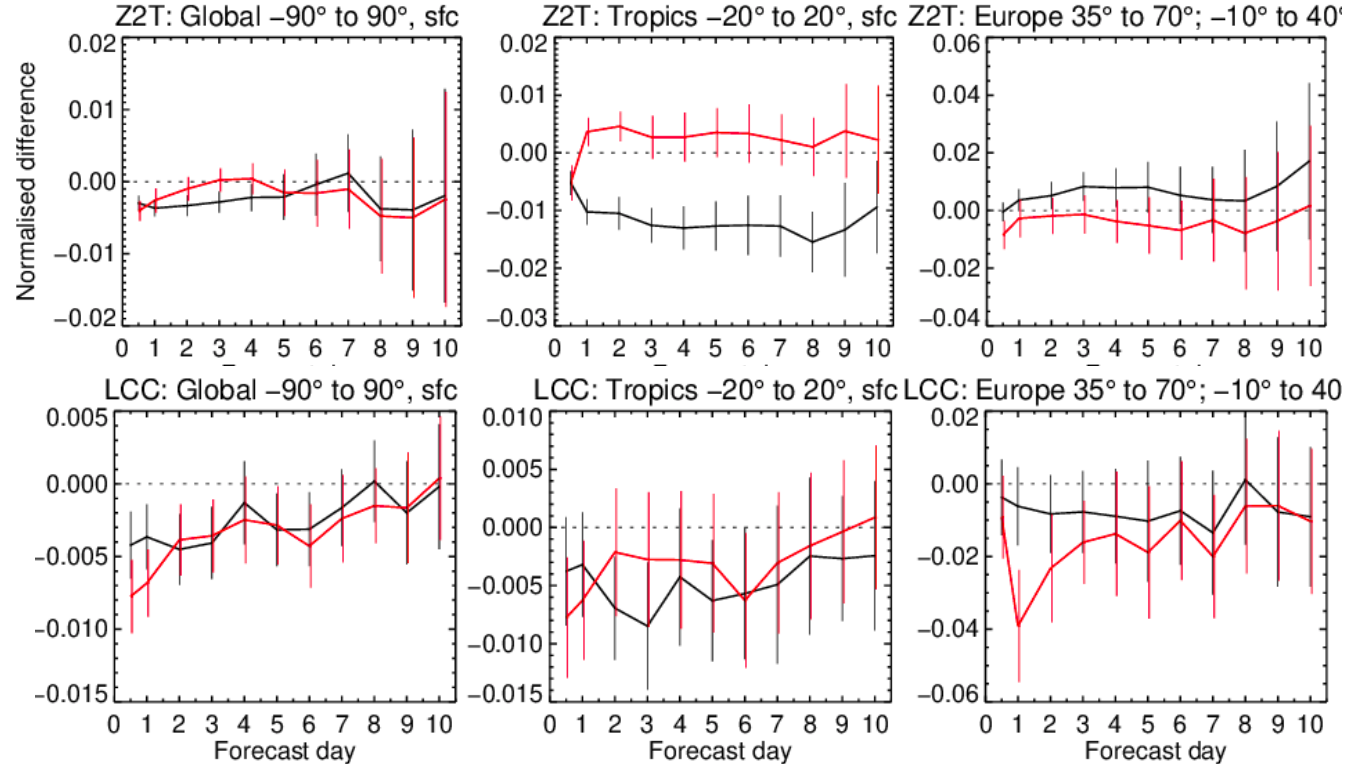 Z2T: Global −90° to 90°, sfc
0.02
0.01
0.00
−0.01
−0.02
Normalised difference
0 1 2 3 4 5 6 7 8 9 10
Z2T: Tropics −20° to 20°, sfc
0.02
0.01
0.00
−0.01
−0.02
−0.03
0 1 2 3 4 5 6 7 8 9 10
Z2T: Europe 35° to 70°; −10° to 40°
0.06
0.04
0.02
0.00
−0.02
−0.04
0 1 2 3 4 5 6 7 8 9 10
LCC: Global −90° to 90°, sfc
0.005
0.000
−0.005
−0.010
−0.015
0 1 2 3 4 5 6 7 8 9 10
Forecast day
LCC: Tropics −20° to 20°, sfc
0.010
0.005
0.000
−0.005
−0.010
−0.015
0 1 2 3 4 5 6 7 8 9 10
Forecast day
LCC: Europe 35° to 70°; −10° to 40
0.02
0.00
−0.02
−0.04
−0.06
0 1 2 3 4 5 6 7 8 9 10
Forecast day